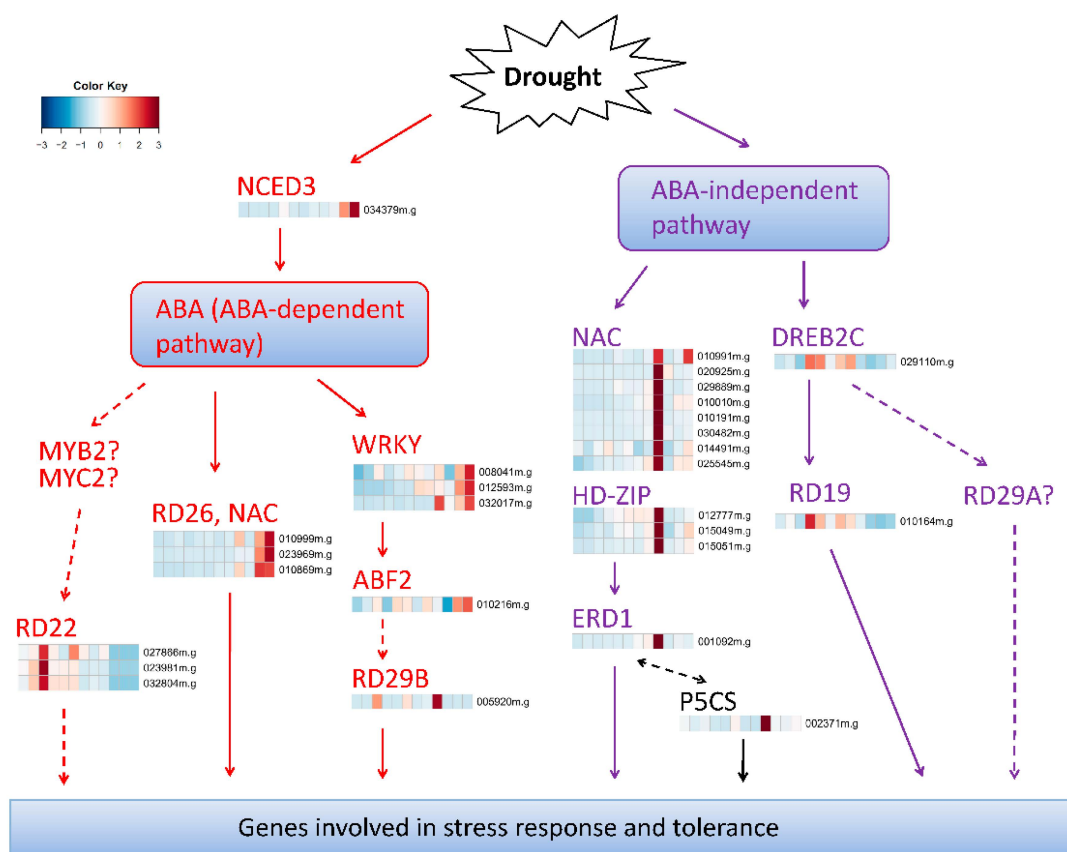 Drought
Color Key
−3 −2 −1 0 1 2 3
NCED3
034379m.g
ABA-independent
pathway
ABA (ABA-dependent
pathway)
NAC
010991m.g
020925m.g
029889m.g
010010m.g
010191m.g
030482m.g
014491m.g
025545m.g
DREB2C
029110m.g
MYB2?
MYC2?
WRKY
008041m.g
012593m.g
032017m.g
RD26, NAC
010999m.g
023969m.g
010869m.g
HD-ZIP
012777m.g
015049m.g
015051m.g
RD19
010164m.g
RD29A?
ABF2
010216m.g
ERD1
001092m.g
RD22
027866m.g
023981m.g
032804m.g
RD29B
005920m.g
P5CS
002371m.g
Genes involved in stress response and tolerance